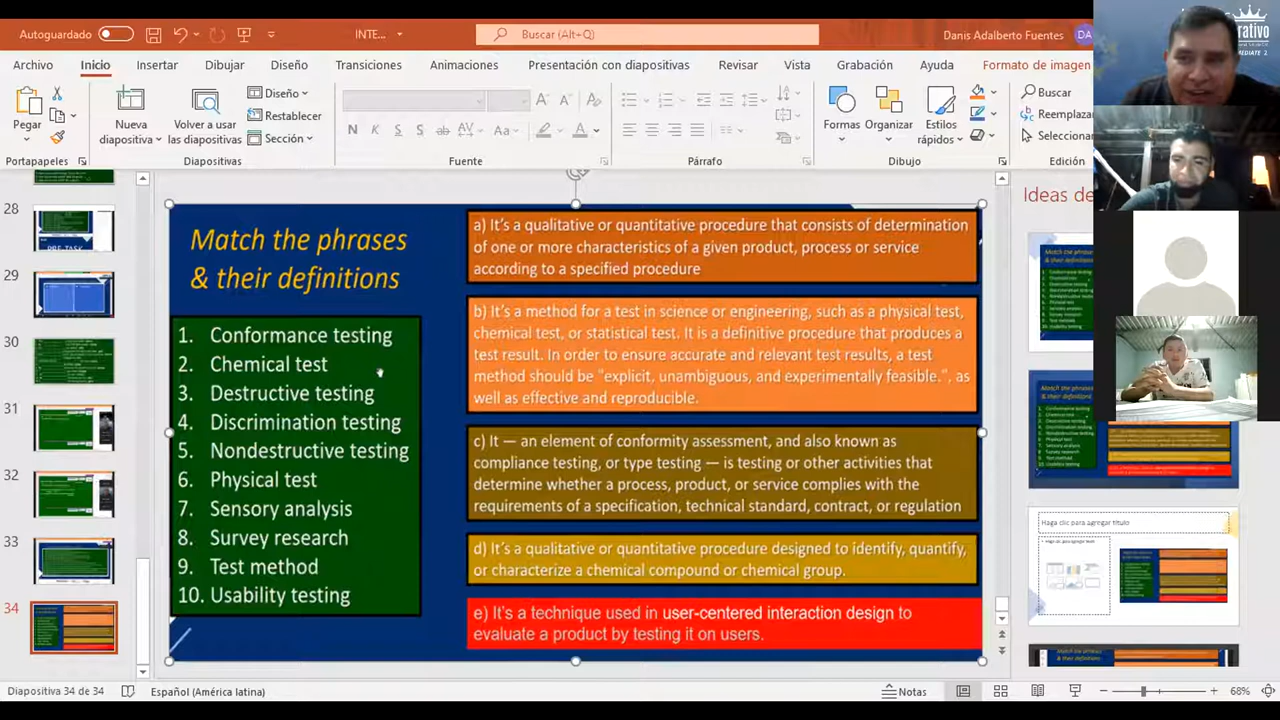 Autoguardado
INTE...
Buscar (Alt+Q)
Danis Adalberto Fuentes
DA
Archivo
Inicio
Insertar
Dibujar
Diseño
Transiciones
Animaciones
Presentación con diapositivas
Revisar
Vista
Grabación
Ayuda
Formato de imagen
Pegar
Nueva diapositiva
Volver a usar las diapositivas
Diseño
Restablecer
Sección
Formas
Organizar
Estilos rápidos
Buscar
Reemplaza
Seleccionar
Portapapeles
Diapositivas
Fuente
Párrafo
Dibujo
Edición
28
29
30
31
32
33
34
Match the phrases
& their definitions
1. Conformance testing
2. Chemical test
3. Destructive testing
4. Discrimination testing
5. Nondestructive testing
6. Physical test
7. Sensory analysis
8. Survey research
9. Test method
10. Usability testing
a) It's a qualitative or quantitative procedure that consists of determination
of one or more characteristics of a given product, process or service
according to a specified procedure
b) It's a method for a test in science or engineering, such as a physical test,
chemical test, or statistical test. It is a definitive procedure that produces a
test result. In order to ensure accurate and relevant test results, a test
method should be "explicit, unambiguous, and experimentally feasible.", as
well as effective and reproducible.
c) It — an element of conformity assessment, and also known as
compliance testing, or type testing — is testing or other activities that
determine whether a process, product, or service complies with the
requirements of a specification, technical standard, contract, or regulation
d) It's a qualitative or quantitative procedure designed to identify, quantify,
or characterize a chemical compound or chemical group.
It's a technique used in user-centered interaction design to
valuate a product by testing it on users.
Ideas de
Haga clic para agregar título
Diapositiva 34 de 34
Español (América latina)
Notas
68%